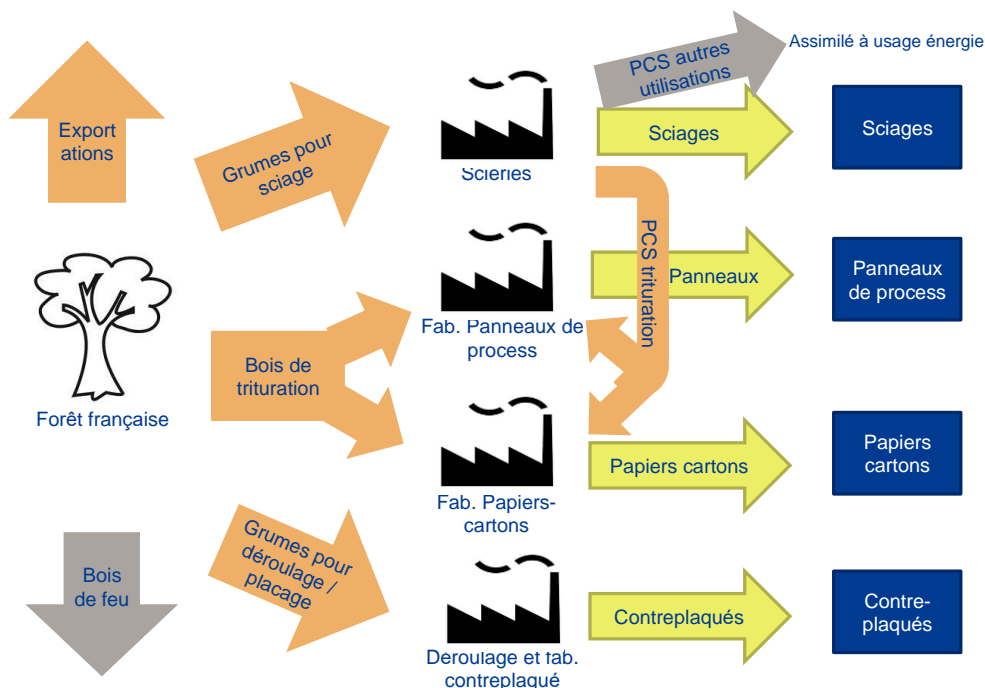 Assimilé à usage énergie
PCS autres
utilisations
Export
ations
Grumes pour
sciage
Scieries
Sciages
Sciages
PCS trituration
Panneaux
Panneaux
de process
Fab. Panneaux de
process
Bois de
trituration
Forêt française
Papiers cartons
Papiers
cartons
Fab. Papiers-
cartons
Grumes pour
déroulage /
placage
Bois
de feu
Contreplaqués
Contre-
plaqués
Déroulage et fab.
contreplaqué